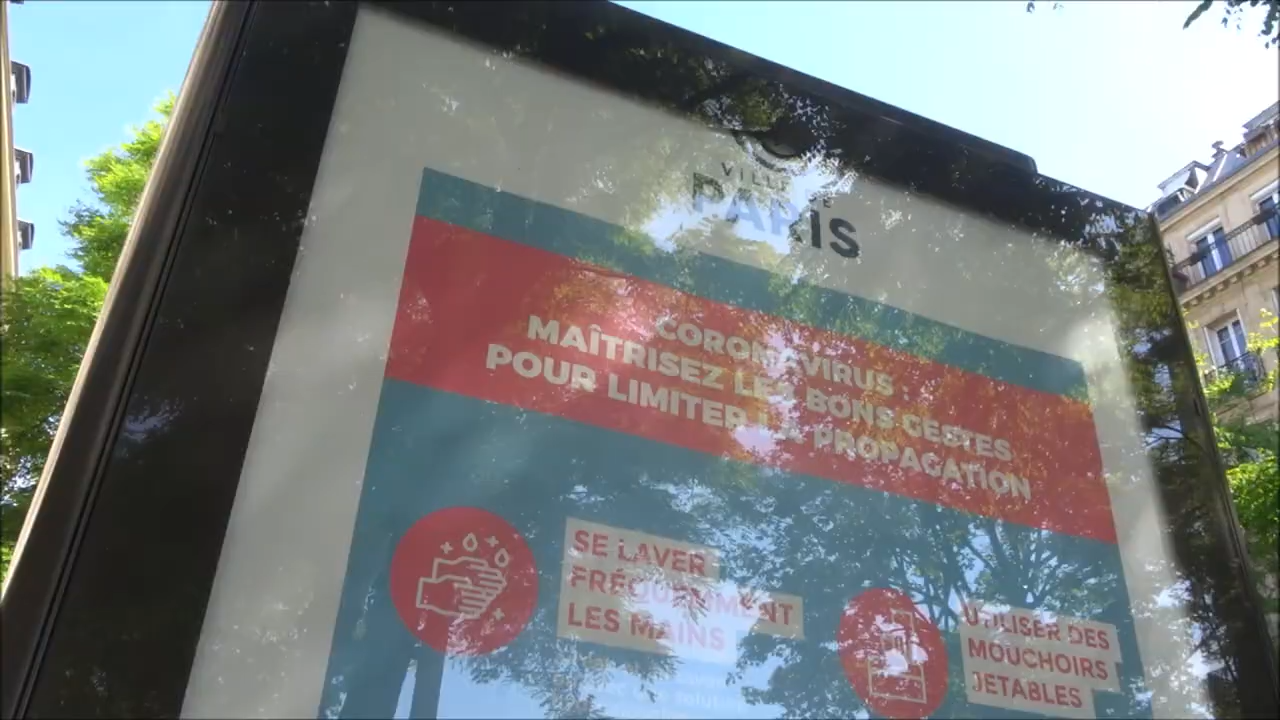 VILLE DE
PARIS
CORONAVIRUS :
MAÎTRISEZ LES BONS GESTES
POUR LIMITER LA PROPAGATION
SE LAVER
FRÉQUEMMENT
LES MAINS
UTILISER DES
MOUCHOIRS
JETABLES